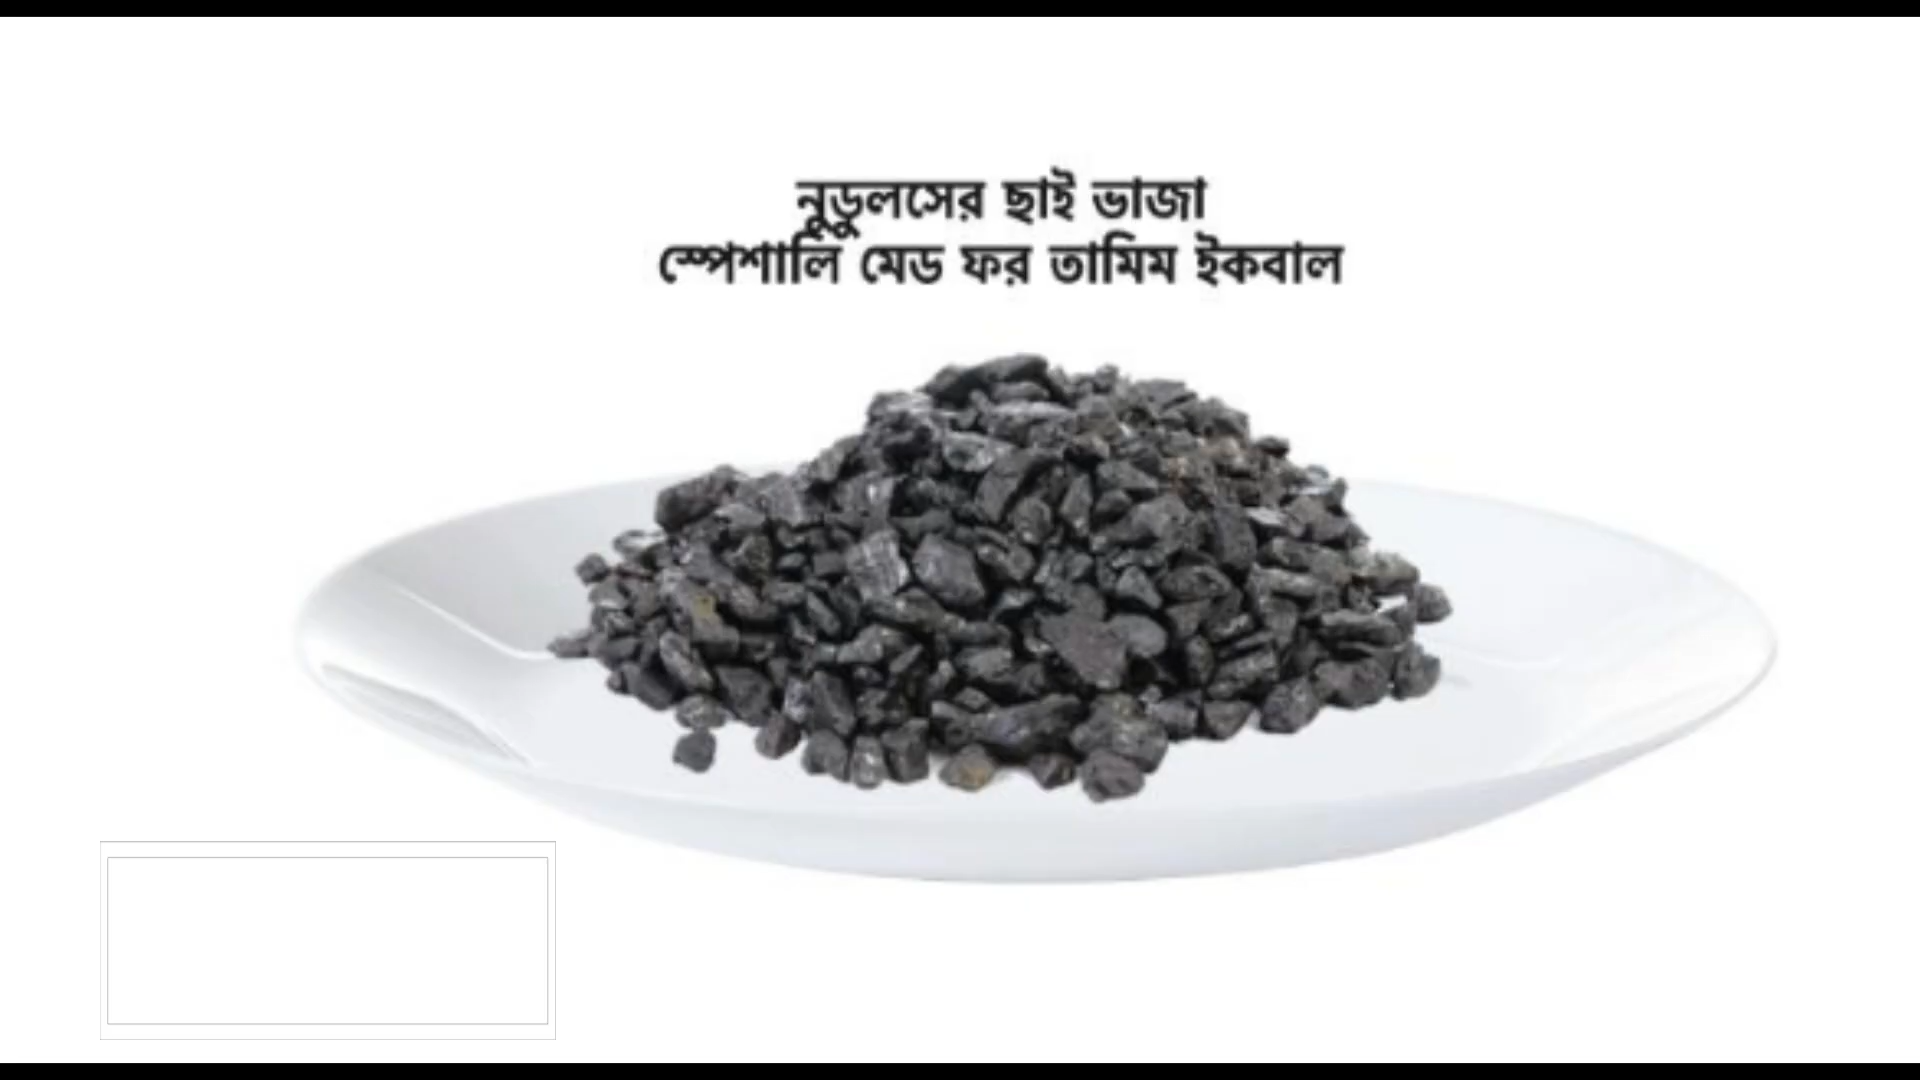 নুডুলসের ছাই ভাজা
স্পেশালি মেড ফর তামিম ইকবাল